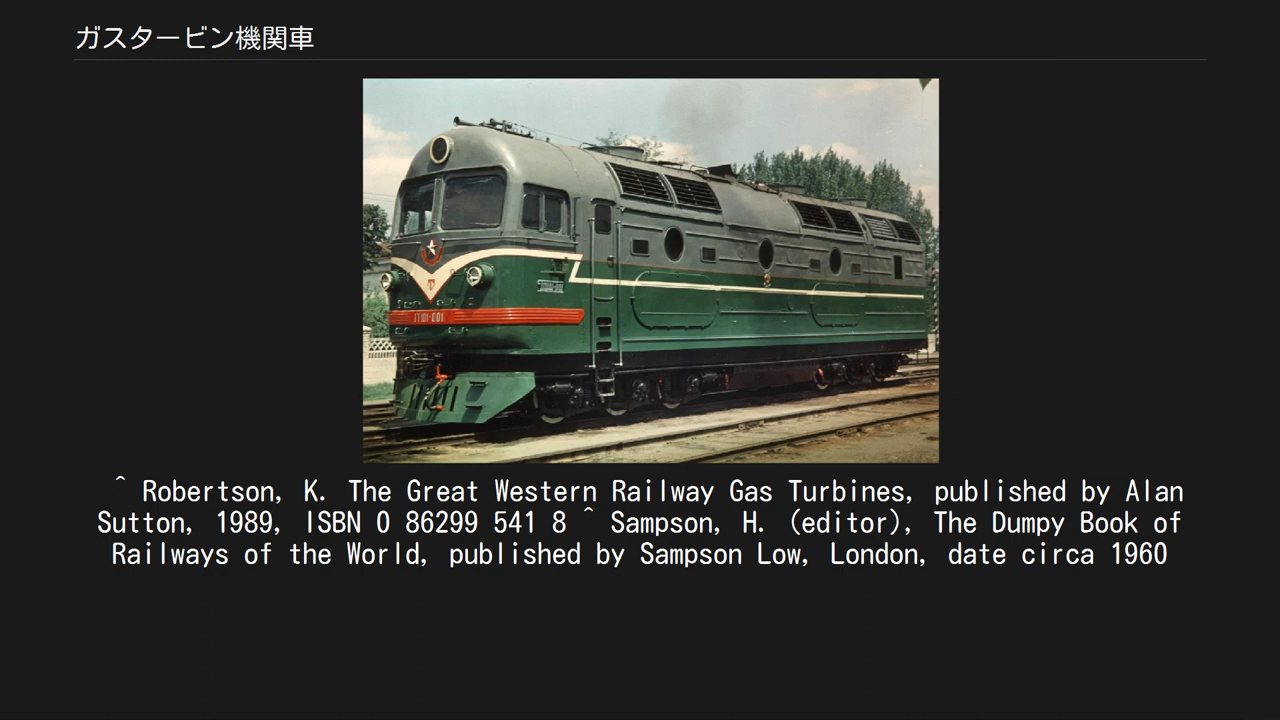 ガスタービン機関車
ГТ101-001
^ Robertson, K. The Great Western Railway Gas Turbines, published by Alan
Sutton, 1989, ISBN 0 86299 541 8 ^ Sampson, H. (editor), The Dumpy Book of
Railways of the World, published by Sampson Low, London, date circa 1960